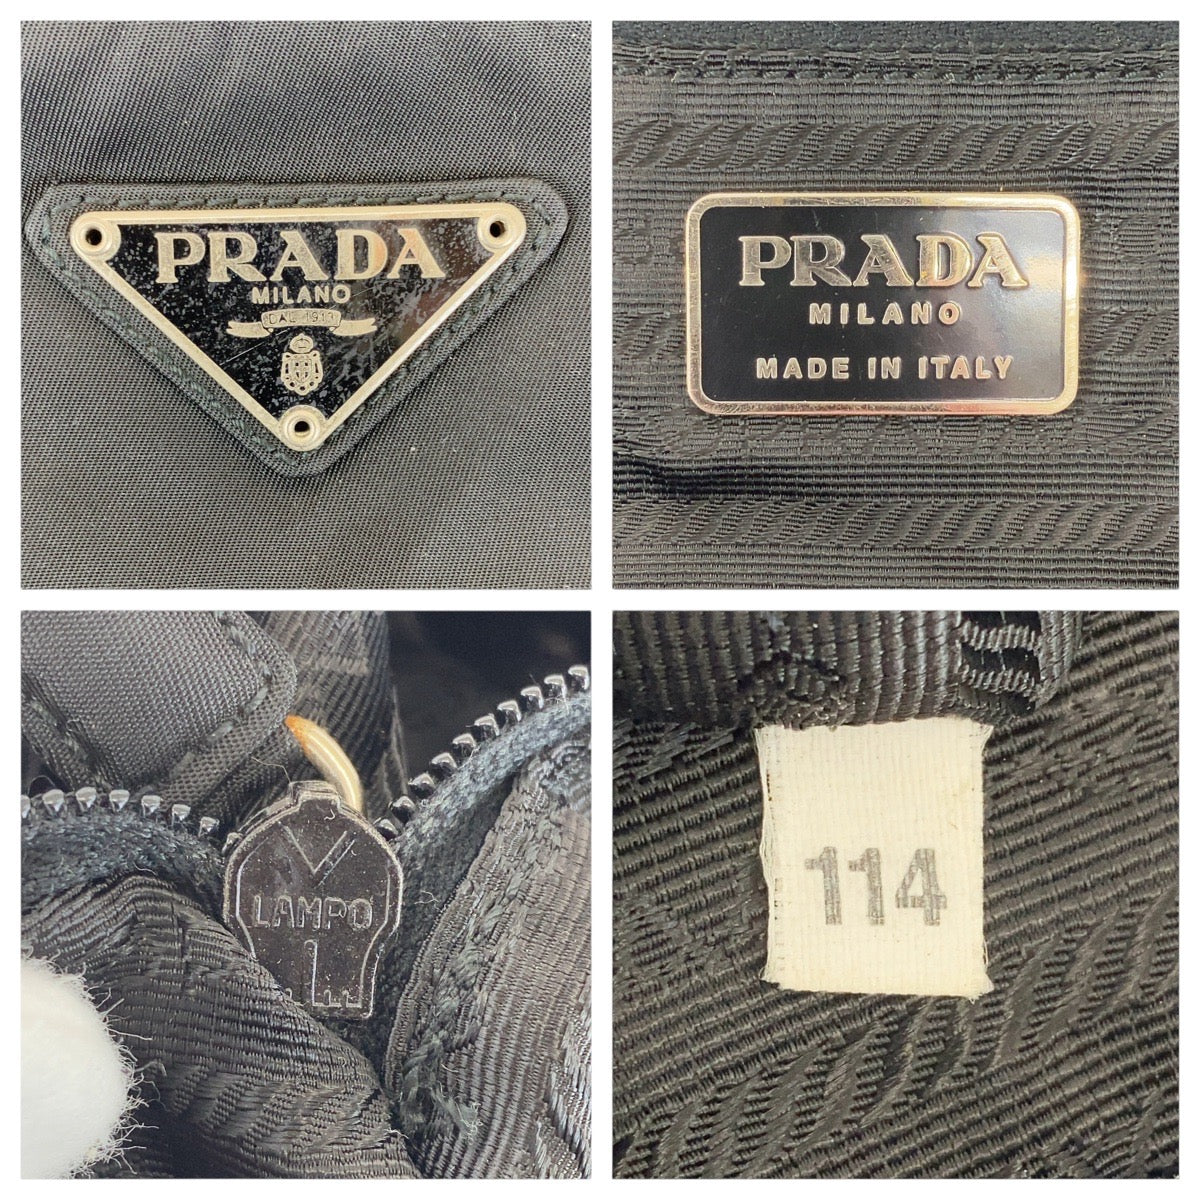 PRADA
MILANO
DAL 1913
PRADA
MILANO
MADE IN ITALY
LAMPO
114